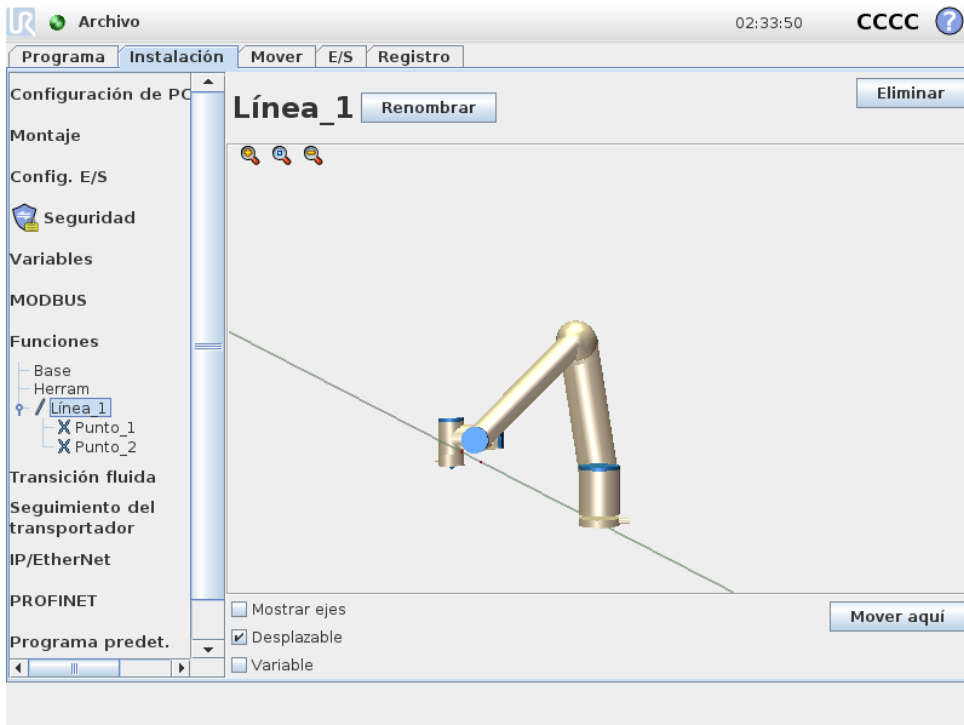 UR Archivo 02:33:50 CCCC ?
Programa Instalación Mover E/S Registro
Configuración de PC
Montaje
Config. E/S
Seguridad
Variables
MODBUS
Funciones
Base
Herram
Línea_1
Punto_1
Punto_2
Transición fluida
Seguimiento del
transportador
IP/EtherNet
PROFINET
Programa predet.
Línea_1 Renombrar Eliminar
Mostrar ejes
Desplazable
Variable
Mover aquí